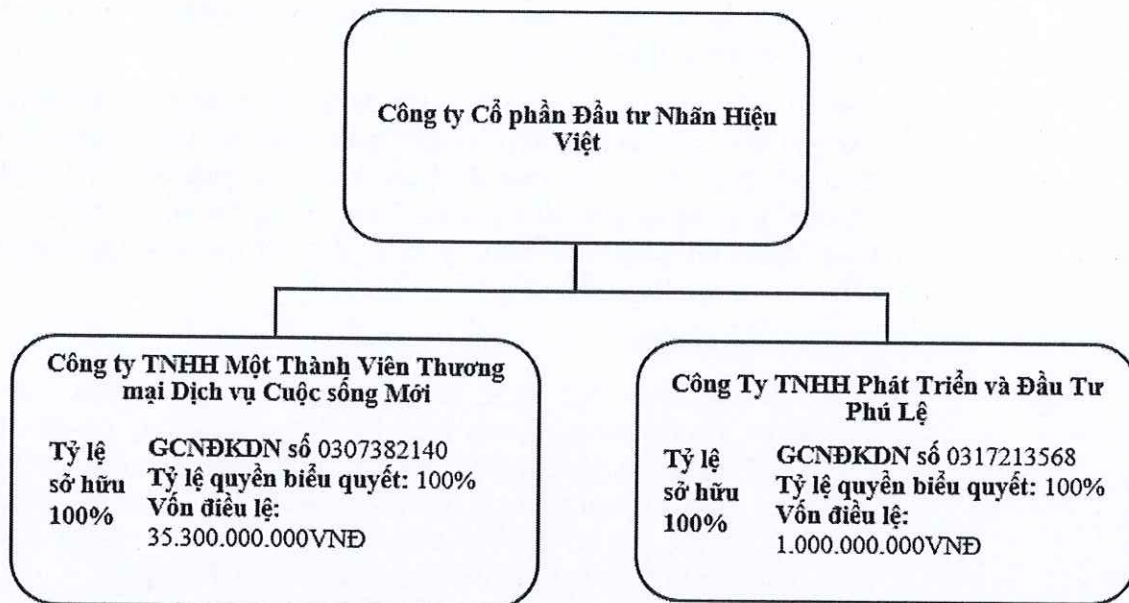 Công ty Cổ phần Đầu tư Nhãn Hiệu
Việt
Công ty TNHH Một Thành Viên Thương
mại Dịch vụ Cuộc sống Mới
Tỷ lệ
sở hữu
100%
GCNĐKDN số 0307382140
Tỷ lệ quyền biểu quyết: 100%
Vốn điều lệ:
35.300.000.000VNĐ
Công Ty TNHH Phát Triển và Đầu Tư
Phú Lệ
Tỷ lệ
sở hữu
100%
GCNĐKDN số 0317213568
Tỷ lệ quyền biểu quyết: 100%
Vốn điều lệ:
1.000.000.000VNĐ